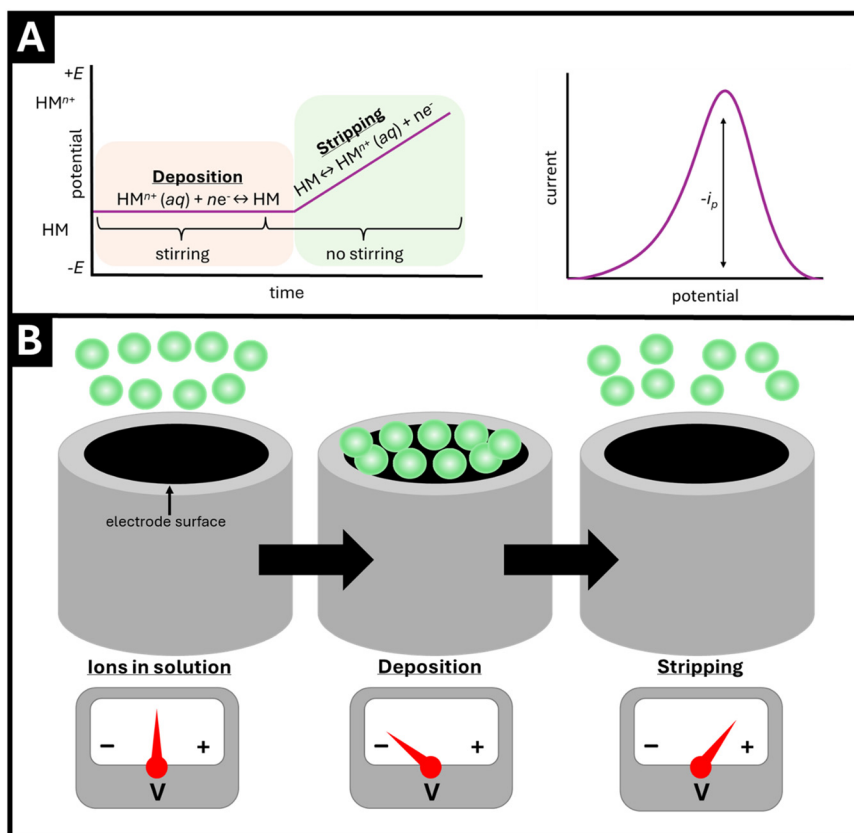 A
+E
HMⁿ⁺
potential
HM
-E
Deposition
HMⁿ⁺ (aq) + ne⁻ ↔ HM
Stripping
HM ↔ HMⁿ⁺ (aq) + ne⁻
stirring
no stirring
time
current
-iₚ
potential
B
electrode surface
Ions in solution
Deposition
Stripping
– +
V
– +
V
– +
V